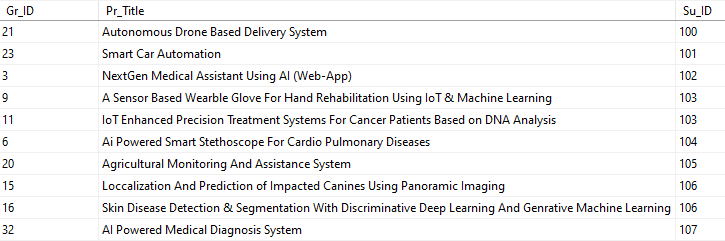 Gr_ID Pr_Title Su_ID
21 Autonomous Drone Based Delivery System 100
23 Smart Car Automation 101
3 NextGen Medical Assistant Using AI (Web-App) 102
9 A Sensor Based Wearble Glove For Hand Rehabilitation Using IoT & Machine Learning 103
11 IoT Enhanced Precision Treatment Systems For Cancer Patients Based on DNA Analysis 103
6 Ai Powered Smart Stethoscope For Cardio Pulmonary Diseases 104
20 Agricultural Monitoring And Assistance System 105
15 Loccalization And Prediction of Impacted Canines Using Panoramic Imaging 106
16 Skin Disease Detection & Segmentation With Discriminative Deep Learning And Genrative Machine Learning 106
32 AI Powered Medical Diagnosis System 107